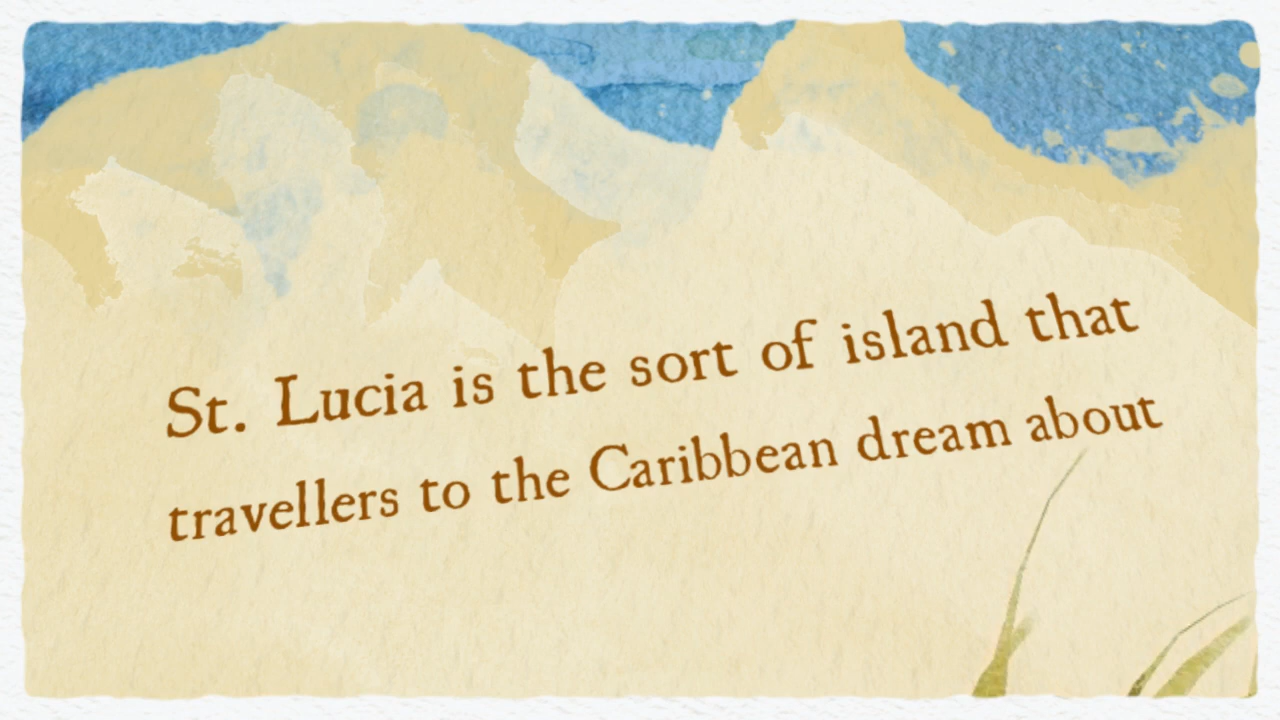 St. Lucia is the sort of island that
travellers to the Caribbean dream about